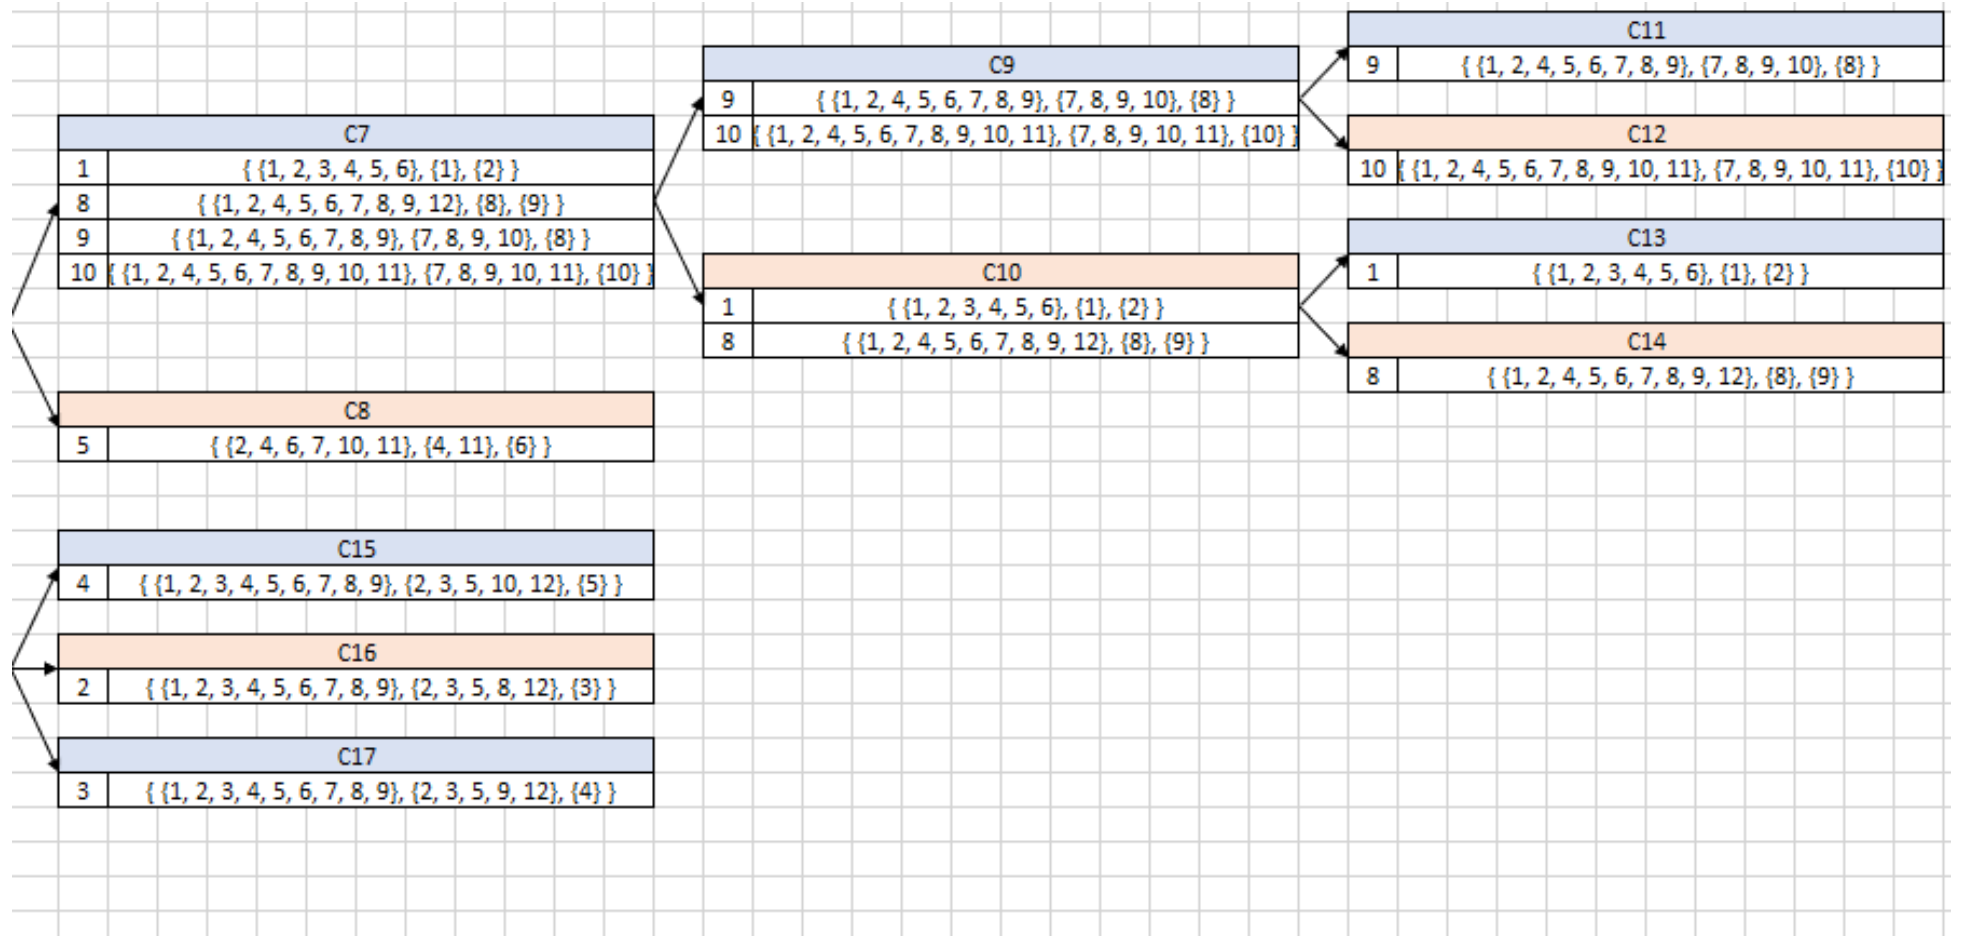 C7
1 { {1, 2, 3, 4, 5, 6}, {1}, {2} }
8 { {1, 2, 4, 5, 6, 7, 8, 9, 12}, {8}, {9} }
9 { {1, 2, 4, 5, 6, 7, 8, 9}, {7, 8, 9, 10}, {8} }
10 { {1, 2, 4, 5, 6, 7, 8, 9, 10, 11}, {7, 8, 9, 10, 11}, {10} }
C8
5 { {2, 4, 6, 7, 10, 11}, {4, 11}, {6} }
C15
4 { {1, 2, 3, 4, 5, 6, 7, 8, 9}, {2, 3, 5, 10, 12}, {5} }
C16
2 { {1, 2, 3, 4, 5, 6, 7, 8, 9}, {2, 3, 5, 8, 12}, {3} }
C17
3 { {1, 2, 3, 4, 5, 6, 7, 8, 9}, {2, 3, 5, 9, 12}, {4} }
C9
9 { {1, 2, 4, 5, 6, 7, 8, 9}, {7, 8, 9, 10}, {8} }
10 { {1, 2, 4, 5, 6, 7, 8, 9, 10, 11}, {7, 8, 9, 10, 11}, {10} }
C10
1 { {1, 2, 3, 4, 5, 6}, {1}, {2} }
8 { {1, 2, 4, 5, 6, 7, 8, 9, 12}, {8}, {9} }
C11
9 { {1, 2, 4, 5, 6, 7, 8, 9}, {7, 8, 9, 10}, {8} }
C12
10 { {1, 2, 4, 5, 6, 7, 8, 9, 10, 11}, {7, 8, 9, 10, 11}, {10} }
C13
1 { {1, 2, 3, 4, 5, 6}, {1}, {2} }
C14
8 { {1, 2, 4, 5, 6, 7, 8, 9, 12}, {8}, {9} }